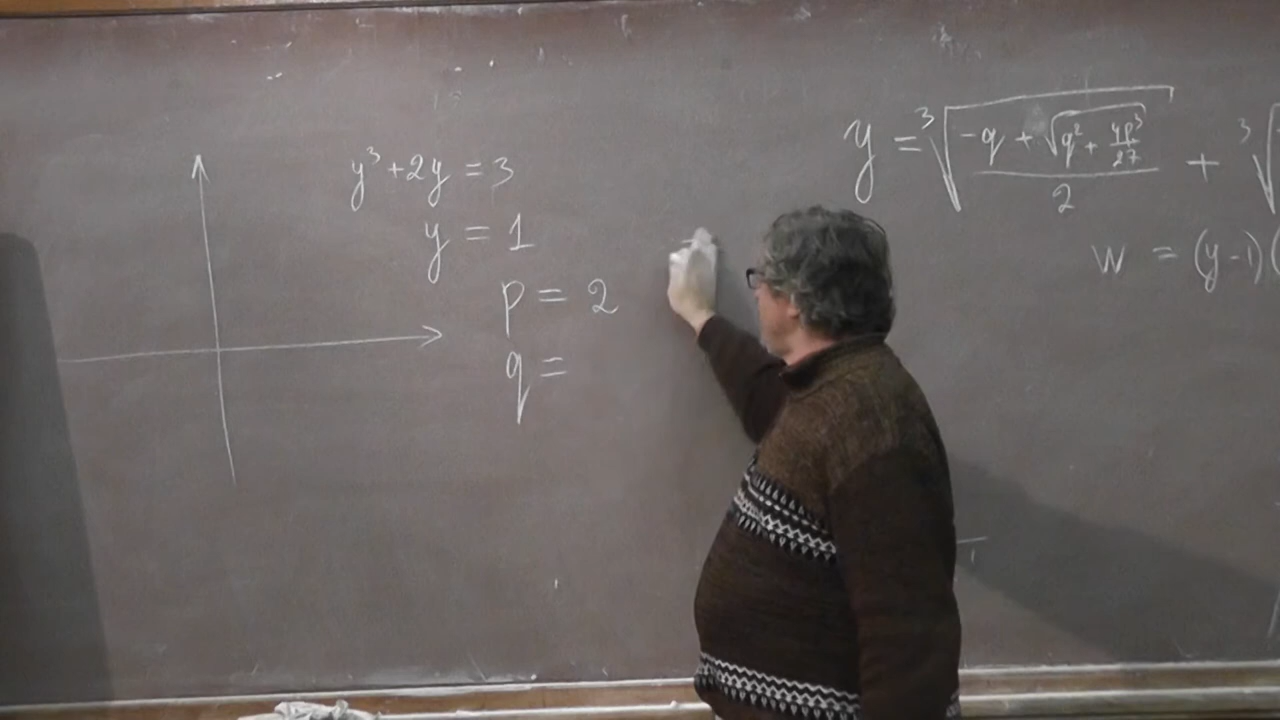 y³ + 2y = 3
y = 1
p = 2
q =
y = ∛((-q + √(q² + 4p³/27))/2) + ∛
w = (y-1)(